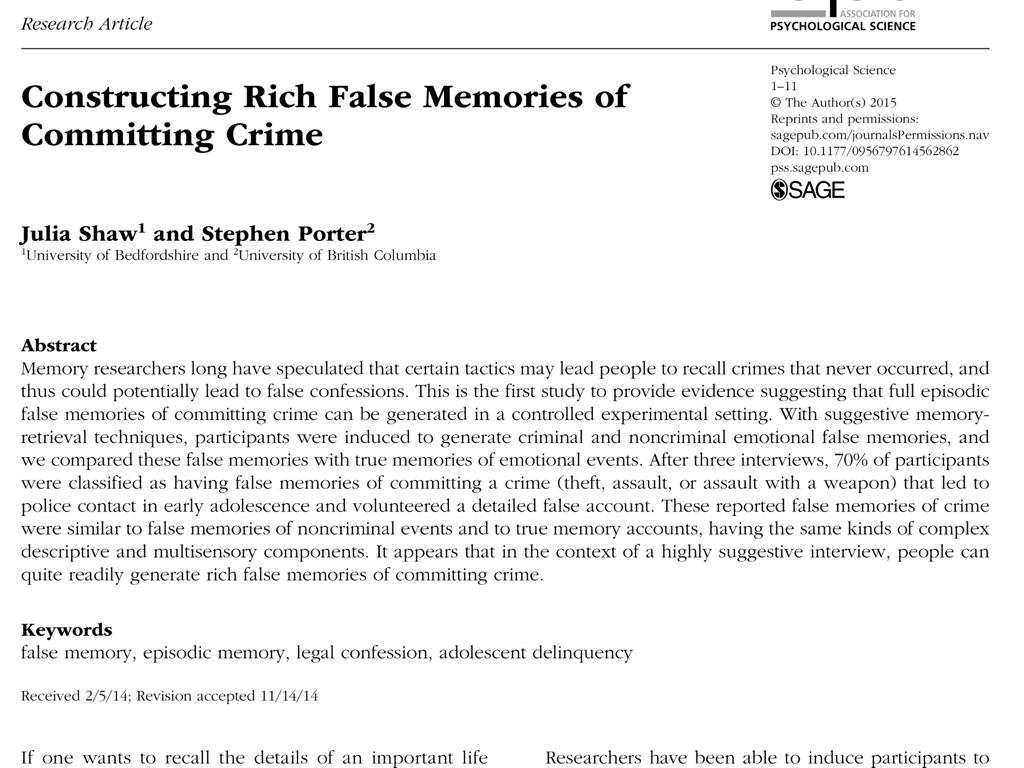 Research Article
ASSOCIATION FOR
PSYCHOLOGICAL SCIENCE
Constructing Rich False Memories of
Committing Crime
Psychological Science
1–11
© The Author(s) 2015
Reprints and permissions:
sagepub.com/journalsPermissions.nav
DOI: 10.1177/0956797614562862
pss.sagepub.com
SAGE
Julia Shaw1 and Stephen Porter2
1University of Bedfordshire and 2University of British Columbia
Abstract
Memory researchers long have speculated that certain tactics may lead people to recall crimes that never occurred, and
thus could potentially lead to false confessions. This is the first study to provide evidence suggesting that full episodic
false memories of committing crime can be generated in a controlled experimental setting. With suggestive memory-
retrieval techniques, participants were induced to generate criminal and noncriminal emotional false memories, and
we compared these false memories with true memories of emotional events. After three interviews, 70% of participants
were classified as having false memories of committing a crime (theft, assault, or assault with a weapon) that led to
police contact in early adolescence and volunteered a detailed false account. These reported false memories of crime
were similar to false memories of noncriminal events and to true memory accounts, having the same kinds of complex
descriptive and multisensory components. It appears that in the context of a highly suggestive interview, people can
quite readily generate rich false memories of committing crime.
Keywords
false memory, episodic memory, legal confession, adolescent delinquency
Received 2/5/14; Revision accepted 11/14/14
If one wants to recall the details of an important life
Researchers have been able to induce participants to